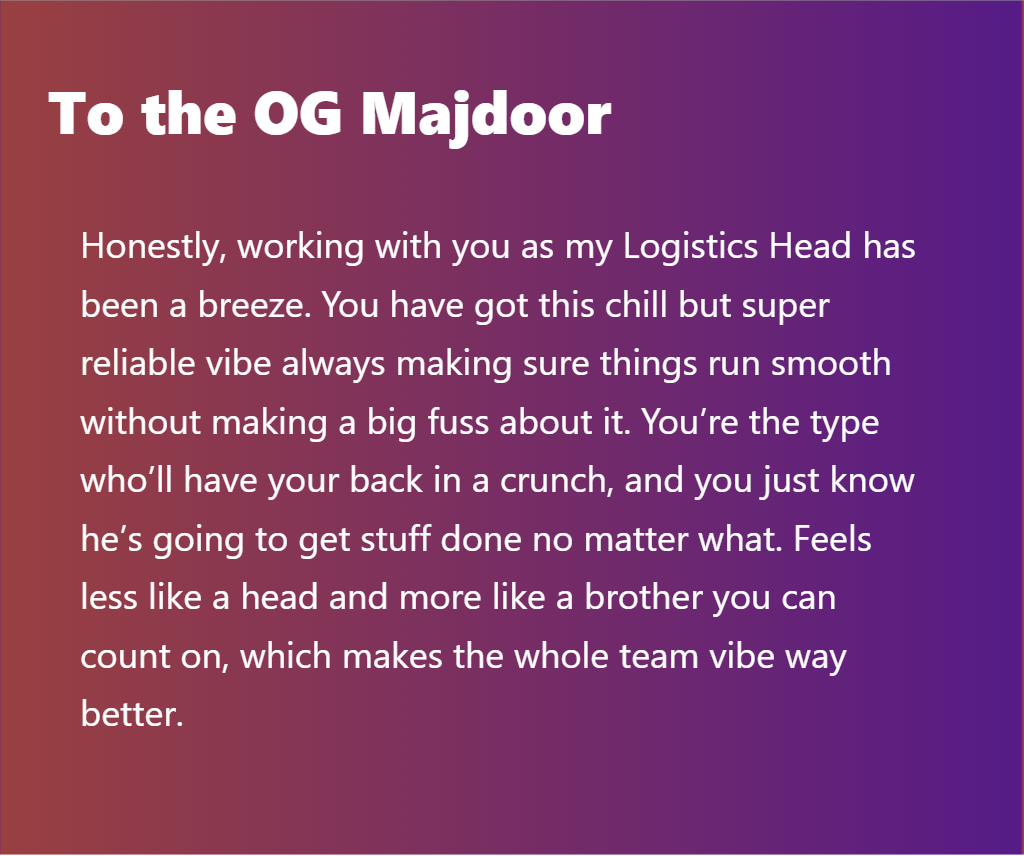 To the OG Majdoor
Honestly, working with you as my Logistics Head has
been a breeze. You have got this chill but super
reliable vibe always making sure things run smooth
without making a big fuss about it. You’re the type
who’ll have your back in a crunch, and you just know
he’s going to get stuff done no matter what. Feels
less like a head and more like a brother you can
count on, which makes the whole team vibe way
better.